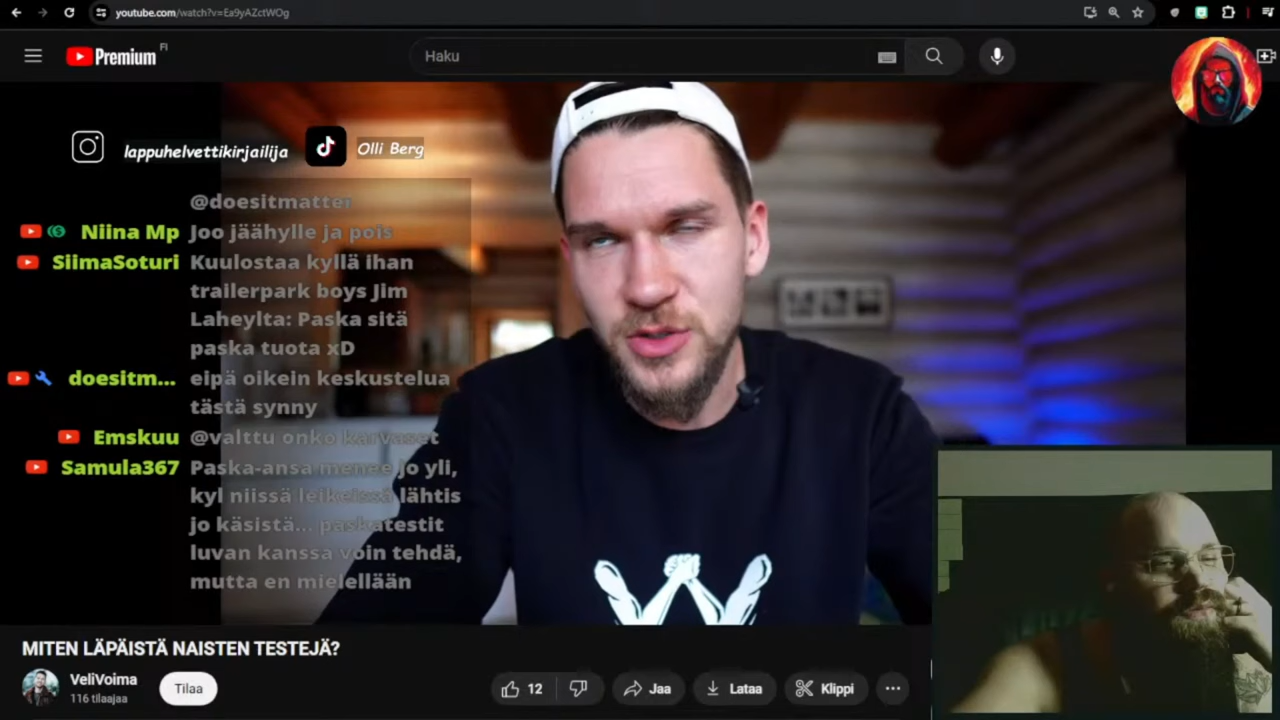 youtube.com/watch?v=Ea9yAZctWOg
Premium FI
Haku
lappuhelvettikirjailija
Olli Berg
@doesitmatter
Niina Mp Joo jäähylle ja pois
SiimaSoturi Kuulostaa kyllä ihan
trailerpark boys Jim
Laheylta: Paska sitä
paska tuota xD
doesitm... eipä oikein keskustelua
tästä synny
Emskuu @valttu onko karvaset
Samula367 Paska-ansa menee jo yli,
kyl niissä leikeissä lähtis
jo käsistä... paskatestit
luvan kanssa voin tehdä,
mutta en mielellään
MITEN LÄPÄISTÄ NAISTEN TESTEJÄ?
VeliVoima
116 tilaajaa
Tilaa
12
Jaa
Lataa
Klippi